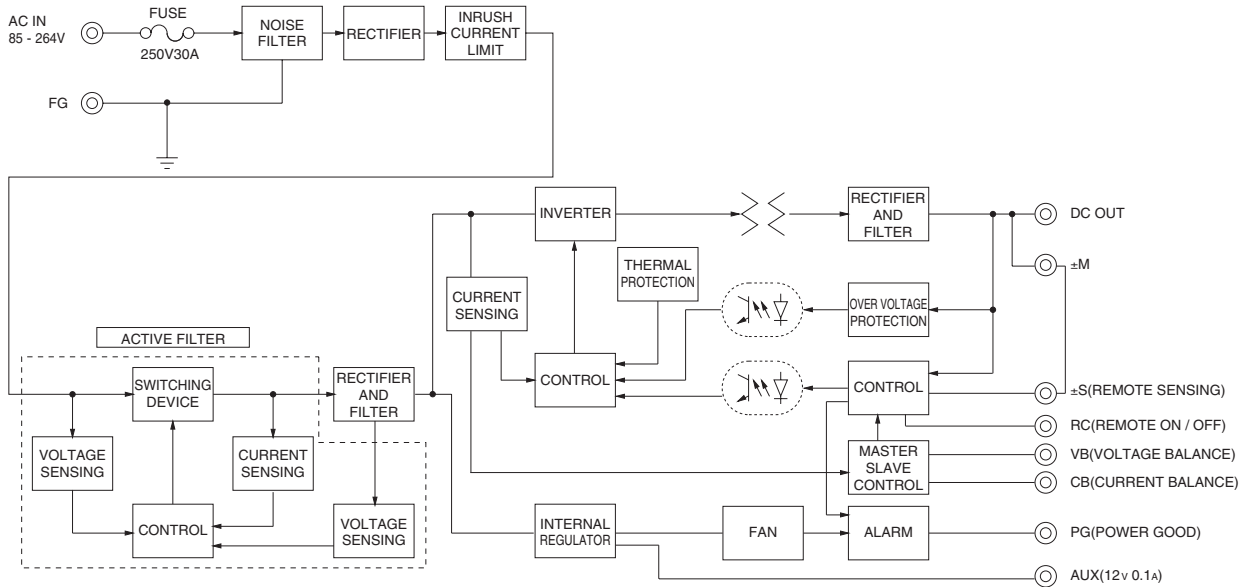 AC IN
85 - 264V
FUSE
250V30A
NOISE
FILTER
RECTIFIER
INRUSH
CURRENT
LIMIT
FG
INVERTER
RECTIFIER
AND
FILTER
DC OUT
±M
THERMAL
PROTECTION
CURRENT
SENSING
OVER VOLTAGE
PROTECTION
CONTROL
CONTROL
±S(REMOTE SENSING)
RC(REMOTE ON / OFF)
MASTER
SLAVE
CONTROL
VB(VOLTAGE BALANCE)
CB(CURRENT BALANCE)
ACTIVE FILTER
SWITCHING
DEVICE
RECTIFIER
AND
FILTER
VOLTAGE
SENSING
CURRENT
SENSING
CONTROL
VOLTAGE
SENSING
INTERNAL
REGULATOR
FAN
ALARM
PG(POWER GOOD)
AUX(12V 0.1A)